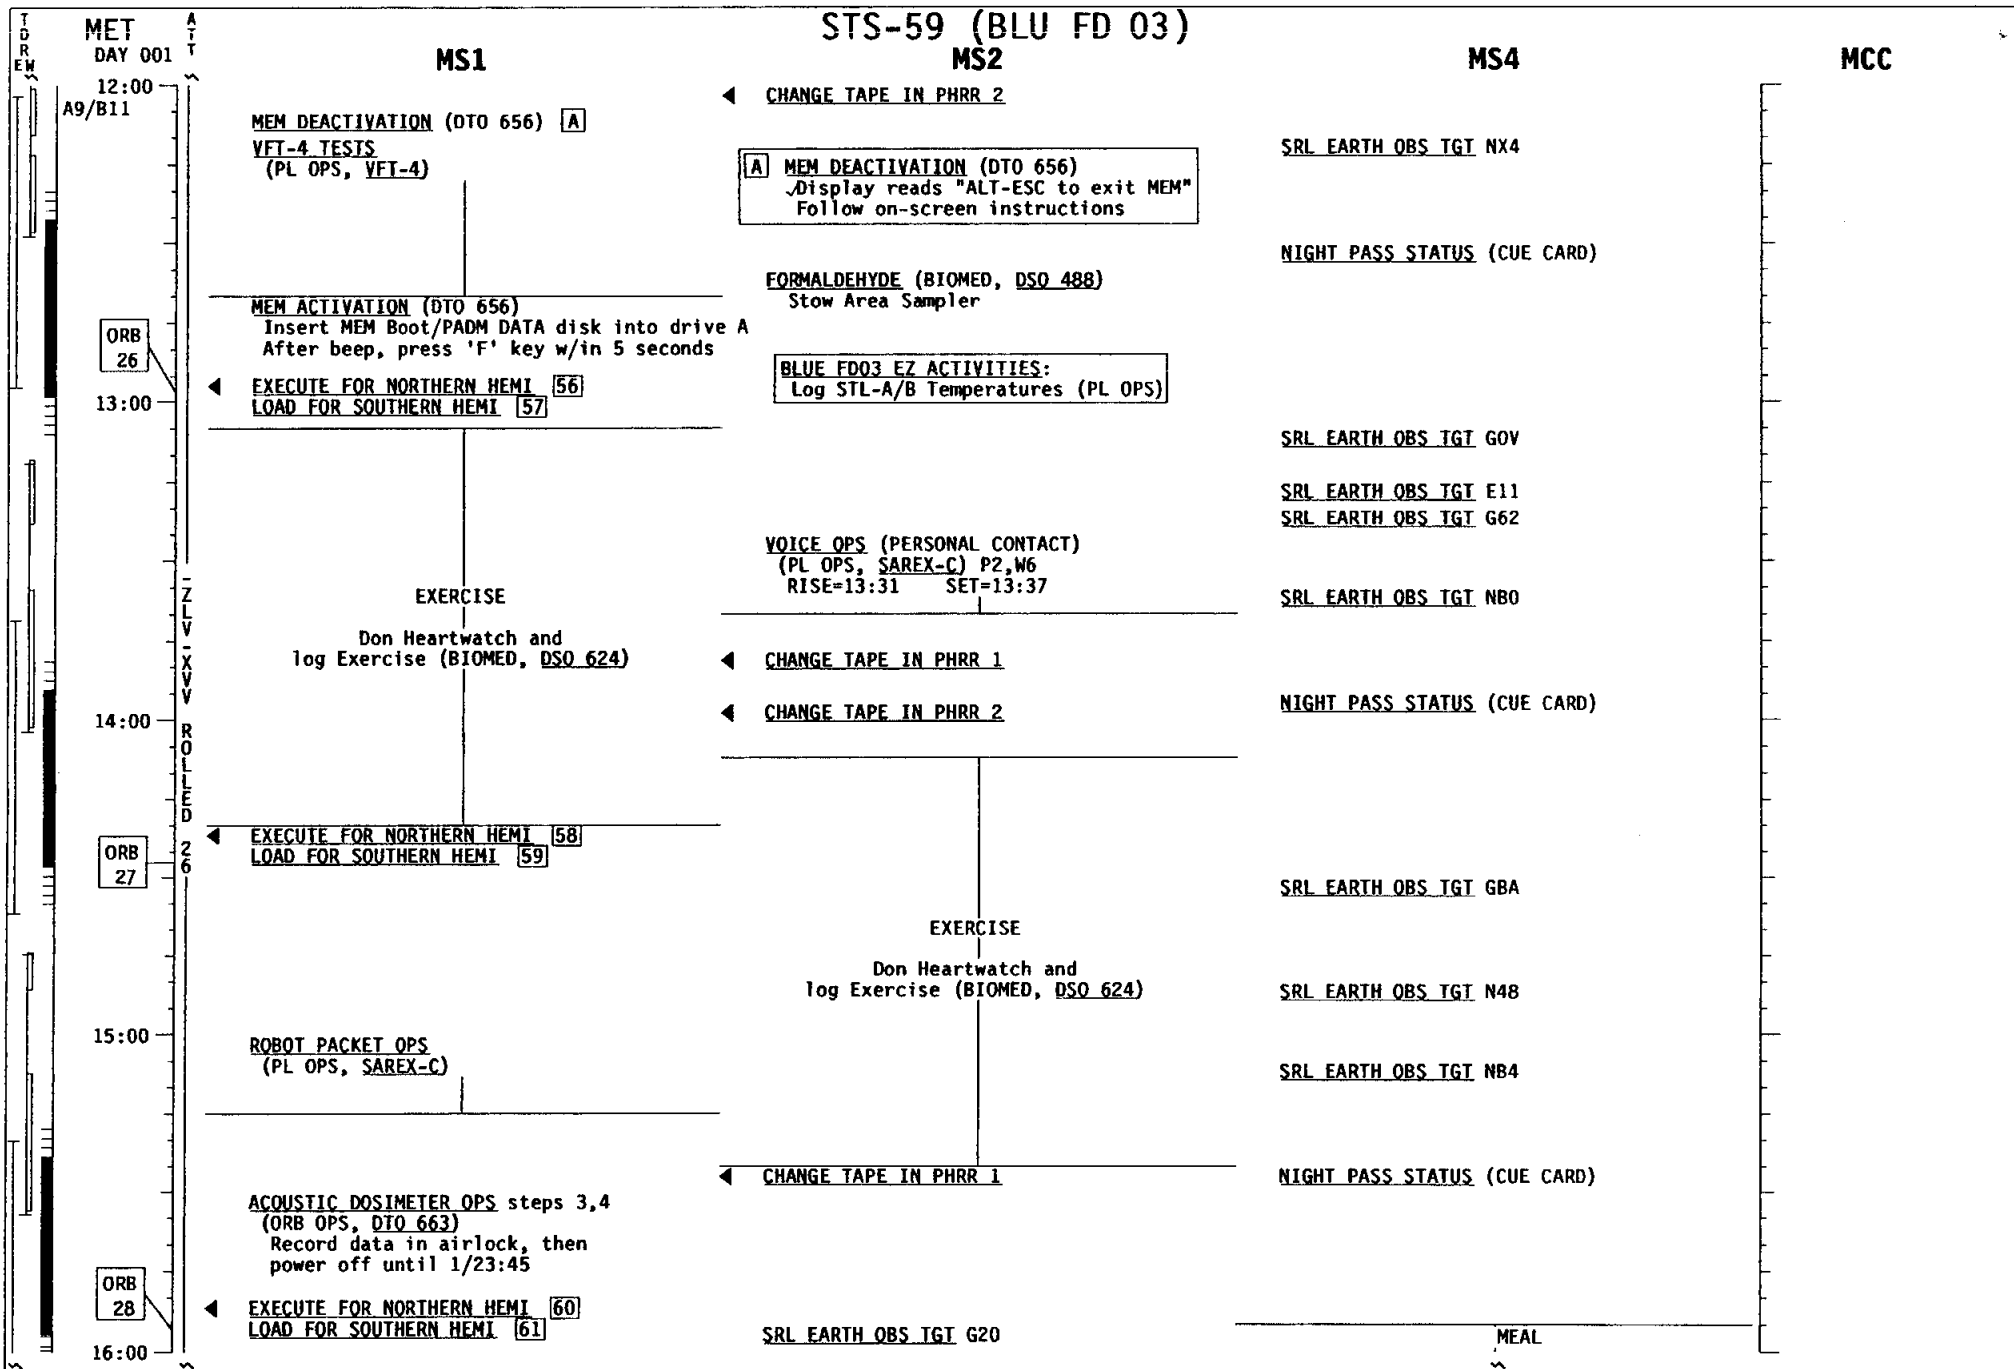 STS-59 (BLU FD 03)
TDRS
EW
MET
DAY 001
ATT
MS1
MS2
MS4
MCC
12:00
A9/B11
ORB
26
13:00
14:00
ORB
27
15:00
ORB
28
16:00
-ZLV -XVV ROLLED 26
MEM DEACTIVATION (DTO 656) A
VFT-4 TESTS
(PL OPS, VFT-4)
MEM ACTIVATION (DTO 656)
Insert MEM Boot/PADM DATA disk into drive A
After beep, press 'F' key w/in 5 seconds
EXECUTE FOR NORTHERN HEMI 56
LOAD FOR SOUTHERN HEMI 57
EXERCISE
Don Heartwatch and
log Exercise (BIOMED, DSO 624)
EXECUTE FOR NORTHERN HEMI 58
LOAD FOR SOUTHERN HEMI 59
ROBOT PACKET OPS
(PL OPS, SAREX-C)
ACOUSTIC DOSIMETER OPS steps 3,4
(ORB OPS, DTO 663)
Record data in airlock, then
power off until 1/23:45
EXECUTE FOR NORTHERN HEMI 60
LOAD FOR SOUTHERN HEMI 61
CHANGE TAPE IN PHRR 2
A MEM DEACTIVATION (DTO 656)
✓Display reads "ALT-ESC to exit MEM"
Follow on-screen instructions
FORMALDEHYDE (BIOMED, DSO 488)
Stow Area Sampler
BLUE FD03 EZ ACTIVITIES:
Log STL-A/B Temperatures (PL OPS)
VOICE OPS (PERSONAL CONTACT)
(PL OPS, SAREX-C) P2,W6
RISE=13:31 SET=13:37
CHANGE TAPE IN PHRR 1
CHANGE TAPE IN PHRR 2
EXERCISE
Don Heartwatch and
log Exercise (BIOMED, DSO 624)
CHANGE TAPE IN PHRR 1
SRL EARTH OBS TGT G20
SRL EARTH OBS TGT NX4
NIGHT PASS STATUS (CUE CARD)
SRL EARTH OBS TGT GOV
SRL EARTH OBS TGT E11
SRL EARTH OBS TGT G62
SRL EARTH OBS TGT NB0
NIGHT PASS STATUS (CUE CARD)
SRL EARTH OBS TGT GBA
SRL EARTH OBS TGT N48
SRL EARTH OBS TGT NB4
NIGHT PASS STATUS (CUE CARD)
MEAL